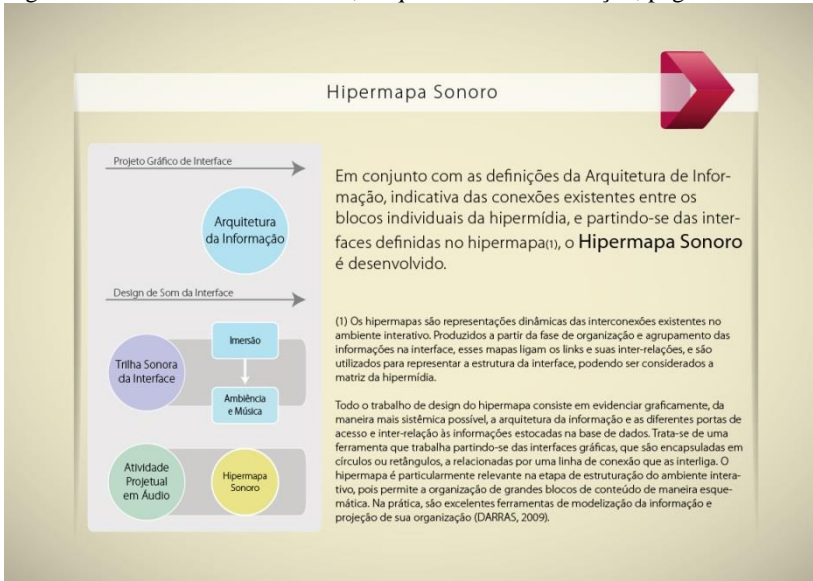 Hipermapa Sonoro
Projeto Gráfico de Interface
Arquitetura
da Informação
Design de Som da Interface
Trilha Sonora
da Interface
Imersão
Ambiência
e Música
Atividade
Projetual
em Áudio
Hipermapa
Sonoro
Em conjunto com as definições da Arquitetura de Infor-
mação, indicativa das conexões existentes entre os
blocos individuais da hipermídia, e partindo-se das inter-
faces definidas no hipermapa(1), o Hipermapa Sonoro
é desenvolvido.
(1) Os hipermapas são representações dinâmicas das interconexões existentes no
ambiente interativo. Produzidos a partir da fase de organização e agrupamento das
informações na interface, esses mapas ligam os links e suas inter-relações, e são
utilizados para representar a estrutura da interface, podendo ser considerados a
matriz da hipermídia.
Todo o trabalho de design do hipermapa consiste em evidenciar graficamente, da
maneira mais sistêmica possível, a arquitetura da informação e as diferentes portas de
acesso e inter-relação às informações estocadas na base de dados. Trata-se de uma
ferramenta que trabalha partindo-se das interfaces gráficas, que são encapsuladas em
círculos ou retângulos, a relacionadas por uma linha de conexão que as interliga. O
hipermapa é particularmente relevante na etapa de estruturação do ambiente intera-
tivo, pois permite a organização de grandes blocos de conteúdo de maneira esque-
mática. Na prática, são excelentes ferramentas de modelização da informação e
projeção de sua organização (DARRAS, 2009).